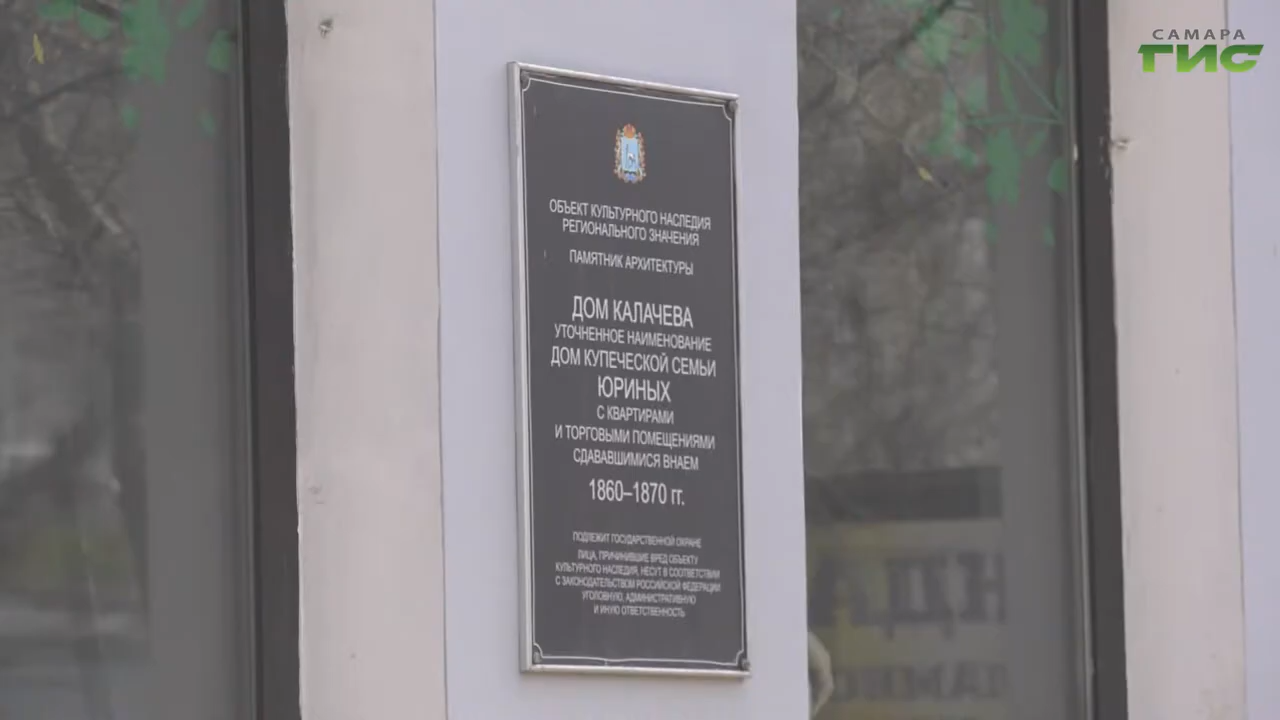 САМАРА
ГИС
ОБЪЕКТ КУЛЬТУРНОГО НАСЛЕДИЯ
РЕГИОНАЛЬНОГО ЗНАЧЕНИЯ
ПАМЯТНИК АРХИТЕКТУРЫ
ДОМ КАЛАЧЕВА
УТОЧНЕННОЕ НАИМЕНОВАНИЕ
ДОМ КУПЕЧЕСКОЙ СЕМЬИ
ЮРИНЫХ
С КВАРТИРАМИ
И ТОРГОВЫМИ ПОМЕЩЕНИЯМИ
СДАВАВШИМИСЯ ВНАЕМ
1860–1870 гг.
ПОДЛЕЖИТ ГОСУДАРСТВЕННОЙ ОХРАНЕ
ЛИЦА, ПРИЧИНИВШИЕ ВРЕД ОБЪЕКТУ
КУЛЬТУРНОГО НАСЛЕДИЯ, НЕСУТ В СООТВЕТСТВИИ
С ЗАКОНОДАТЕЛЬСТВОМ РОССИЙСКОЙ ФЕДЕРАЦИИ
УГОЛОВНУЮ, АДМИНИСТРАТИВНУЮ
И ИНУЮ ОТВЕТСТВЕННОСТЬ